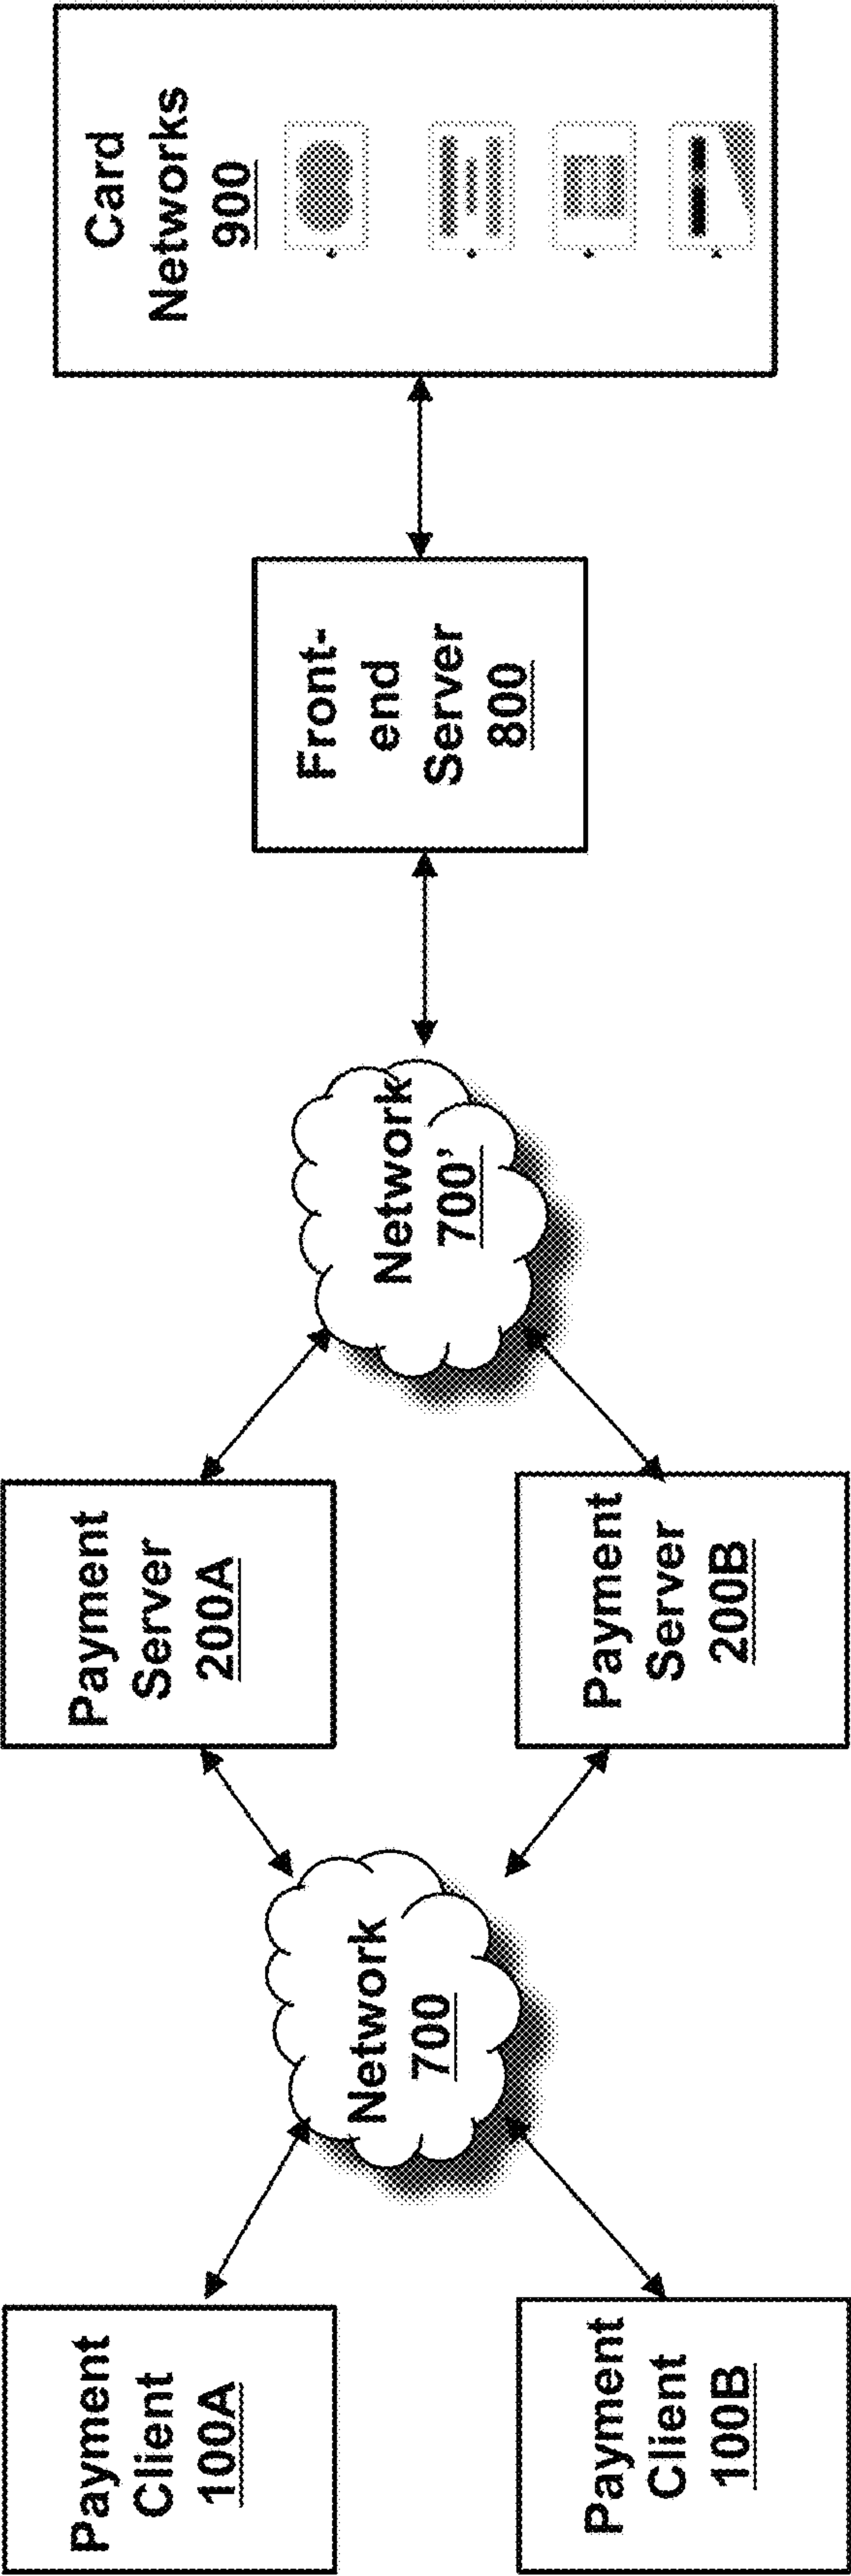 Payment
Client
100A
Payment
Client
100B
Network
700
Payment
Server
200A
Payment
Server
200B
Network
700’
Front-
end
Server
800
Card
Networks
900